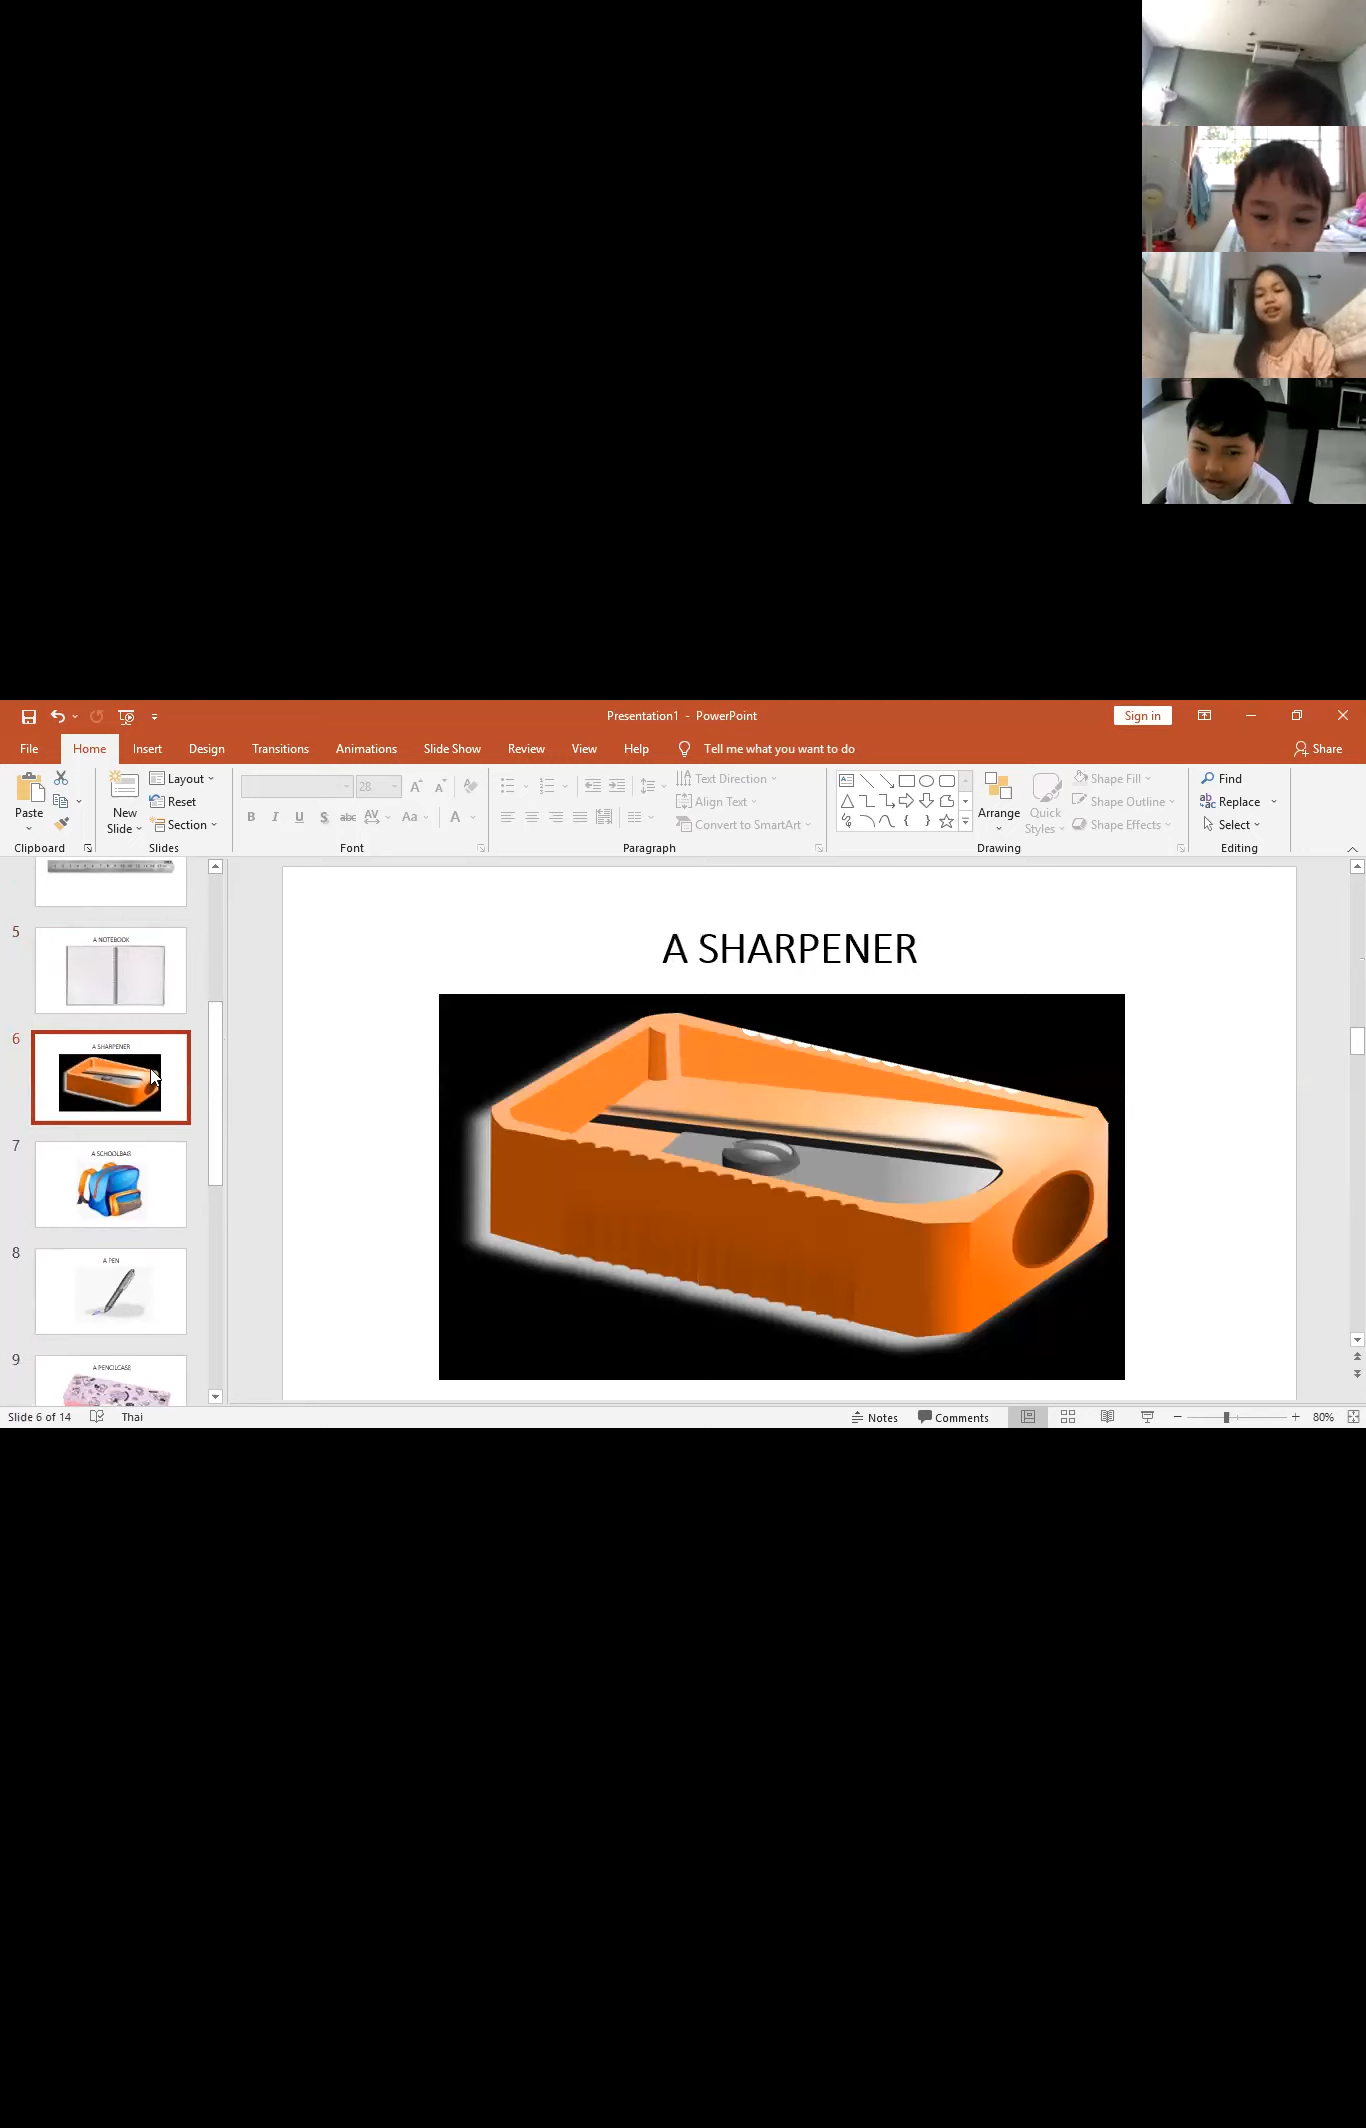 Presentation1 - PowerPoint
Sign in
File
Home
Insert
Design
Transitions
Animations
Slide Show
Review
View
Help
Tell me what you want to do
Share
Paste
Clipboard
New
Slide
Layout
Reset
Section
Slides
28
B
I
U
S
abc
AV
Aa
A
Font
Text Direction
Align Text
Convert to SmartArt
Paragraph
Arrange
Quick
Styles
Shape Fill
Shape Outline
Shape Effects
Drawing
Find
Replace
Select
Editing
5
A NOTEBOOK
6
A SHARPENER
7
A SCHOOLBAG
8
A PEN
9
A PENCILCASE
A SHARPENER
Slide 6 of 14
Thai
Notes
Comments
80%